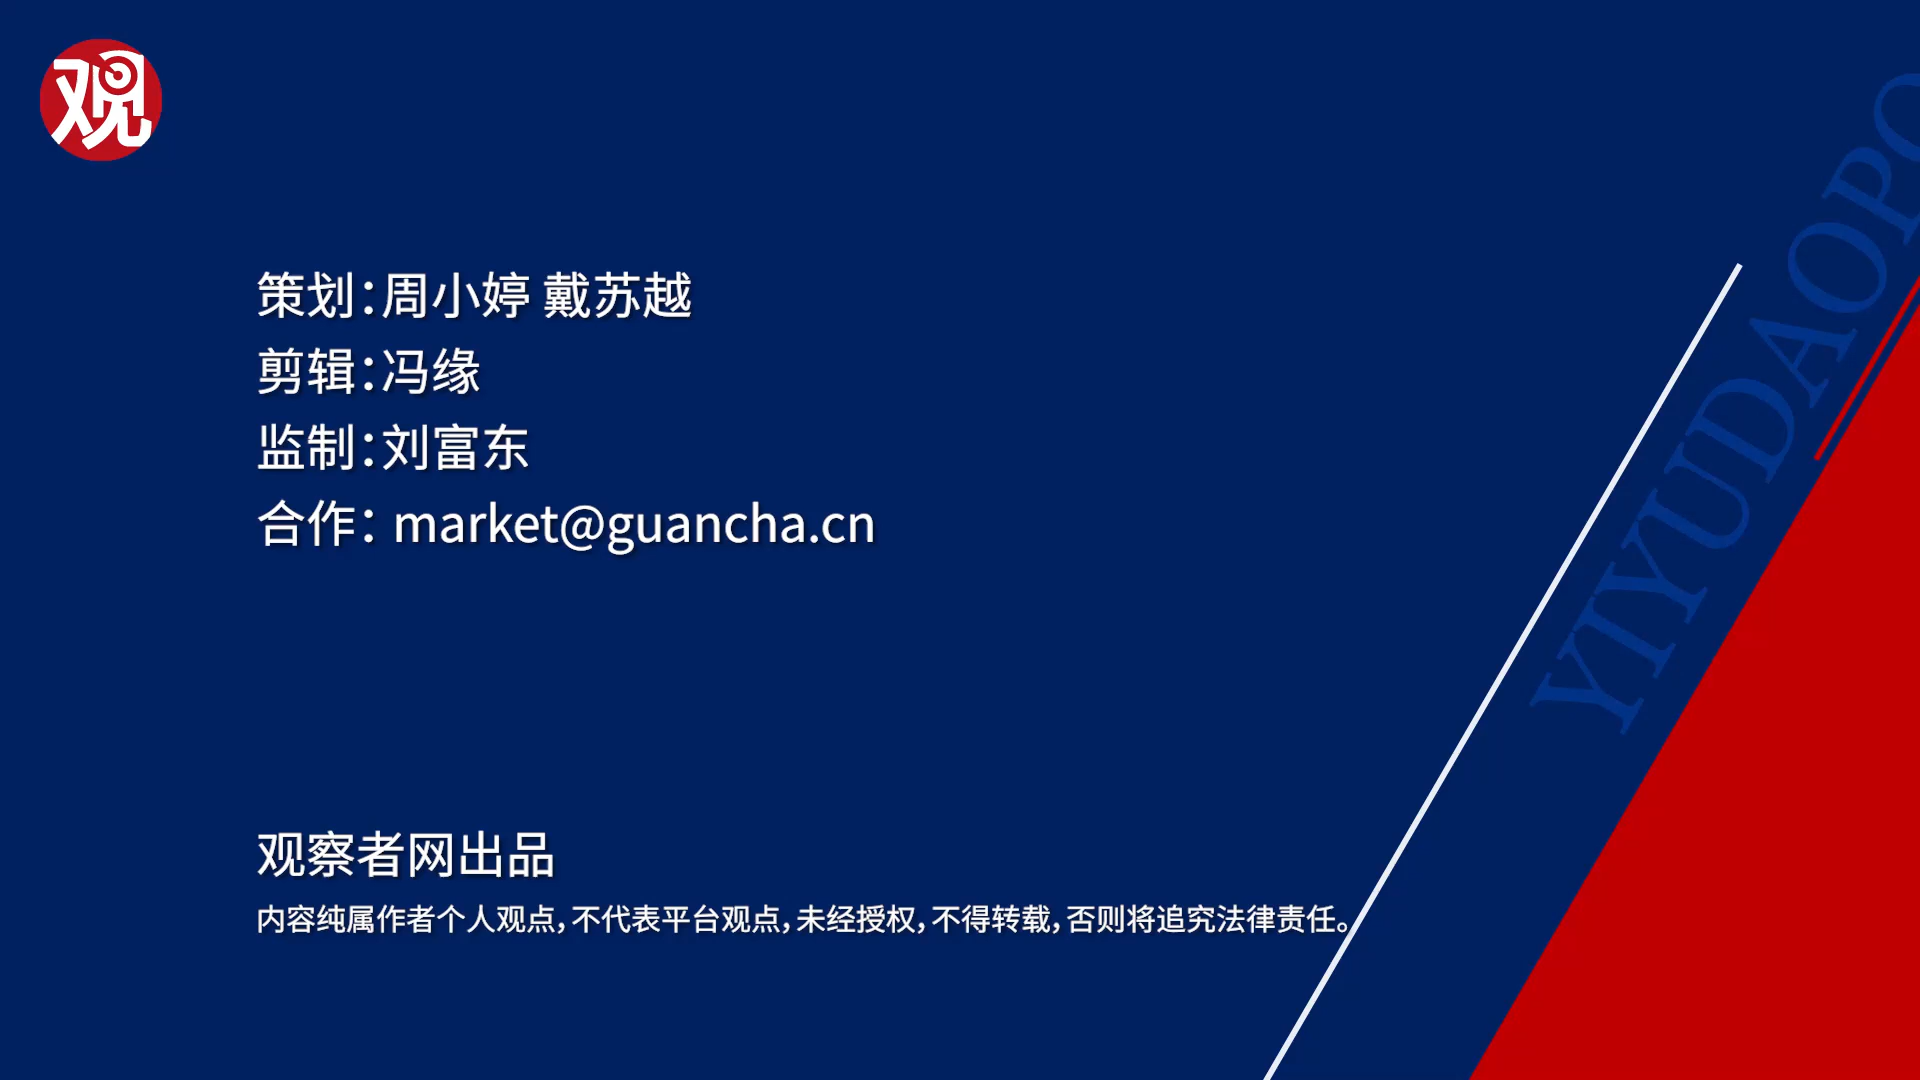 观
策划：周小婷 戴苏越
剪辑：冯缘
监制：刘富东
合作： market@guancha.cn
观察者网出品
内容纯属作者个人观点，不代表平台观点，未经授权，不得转载，否则将追究法律责任。
YIYUDAOPO